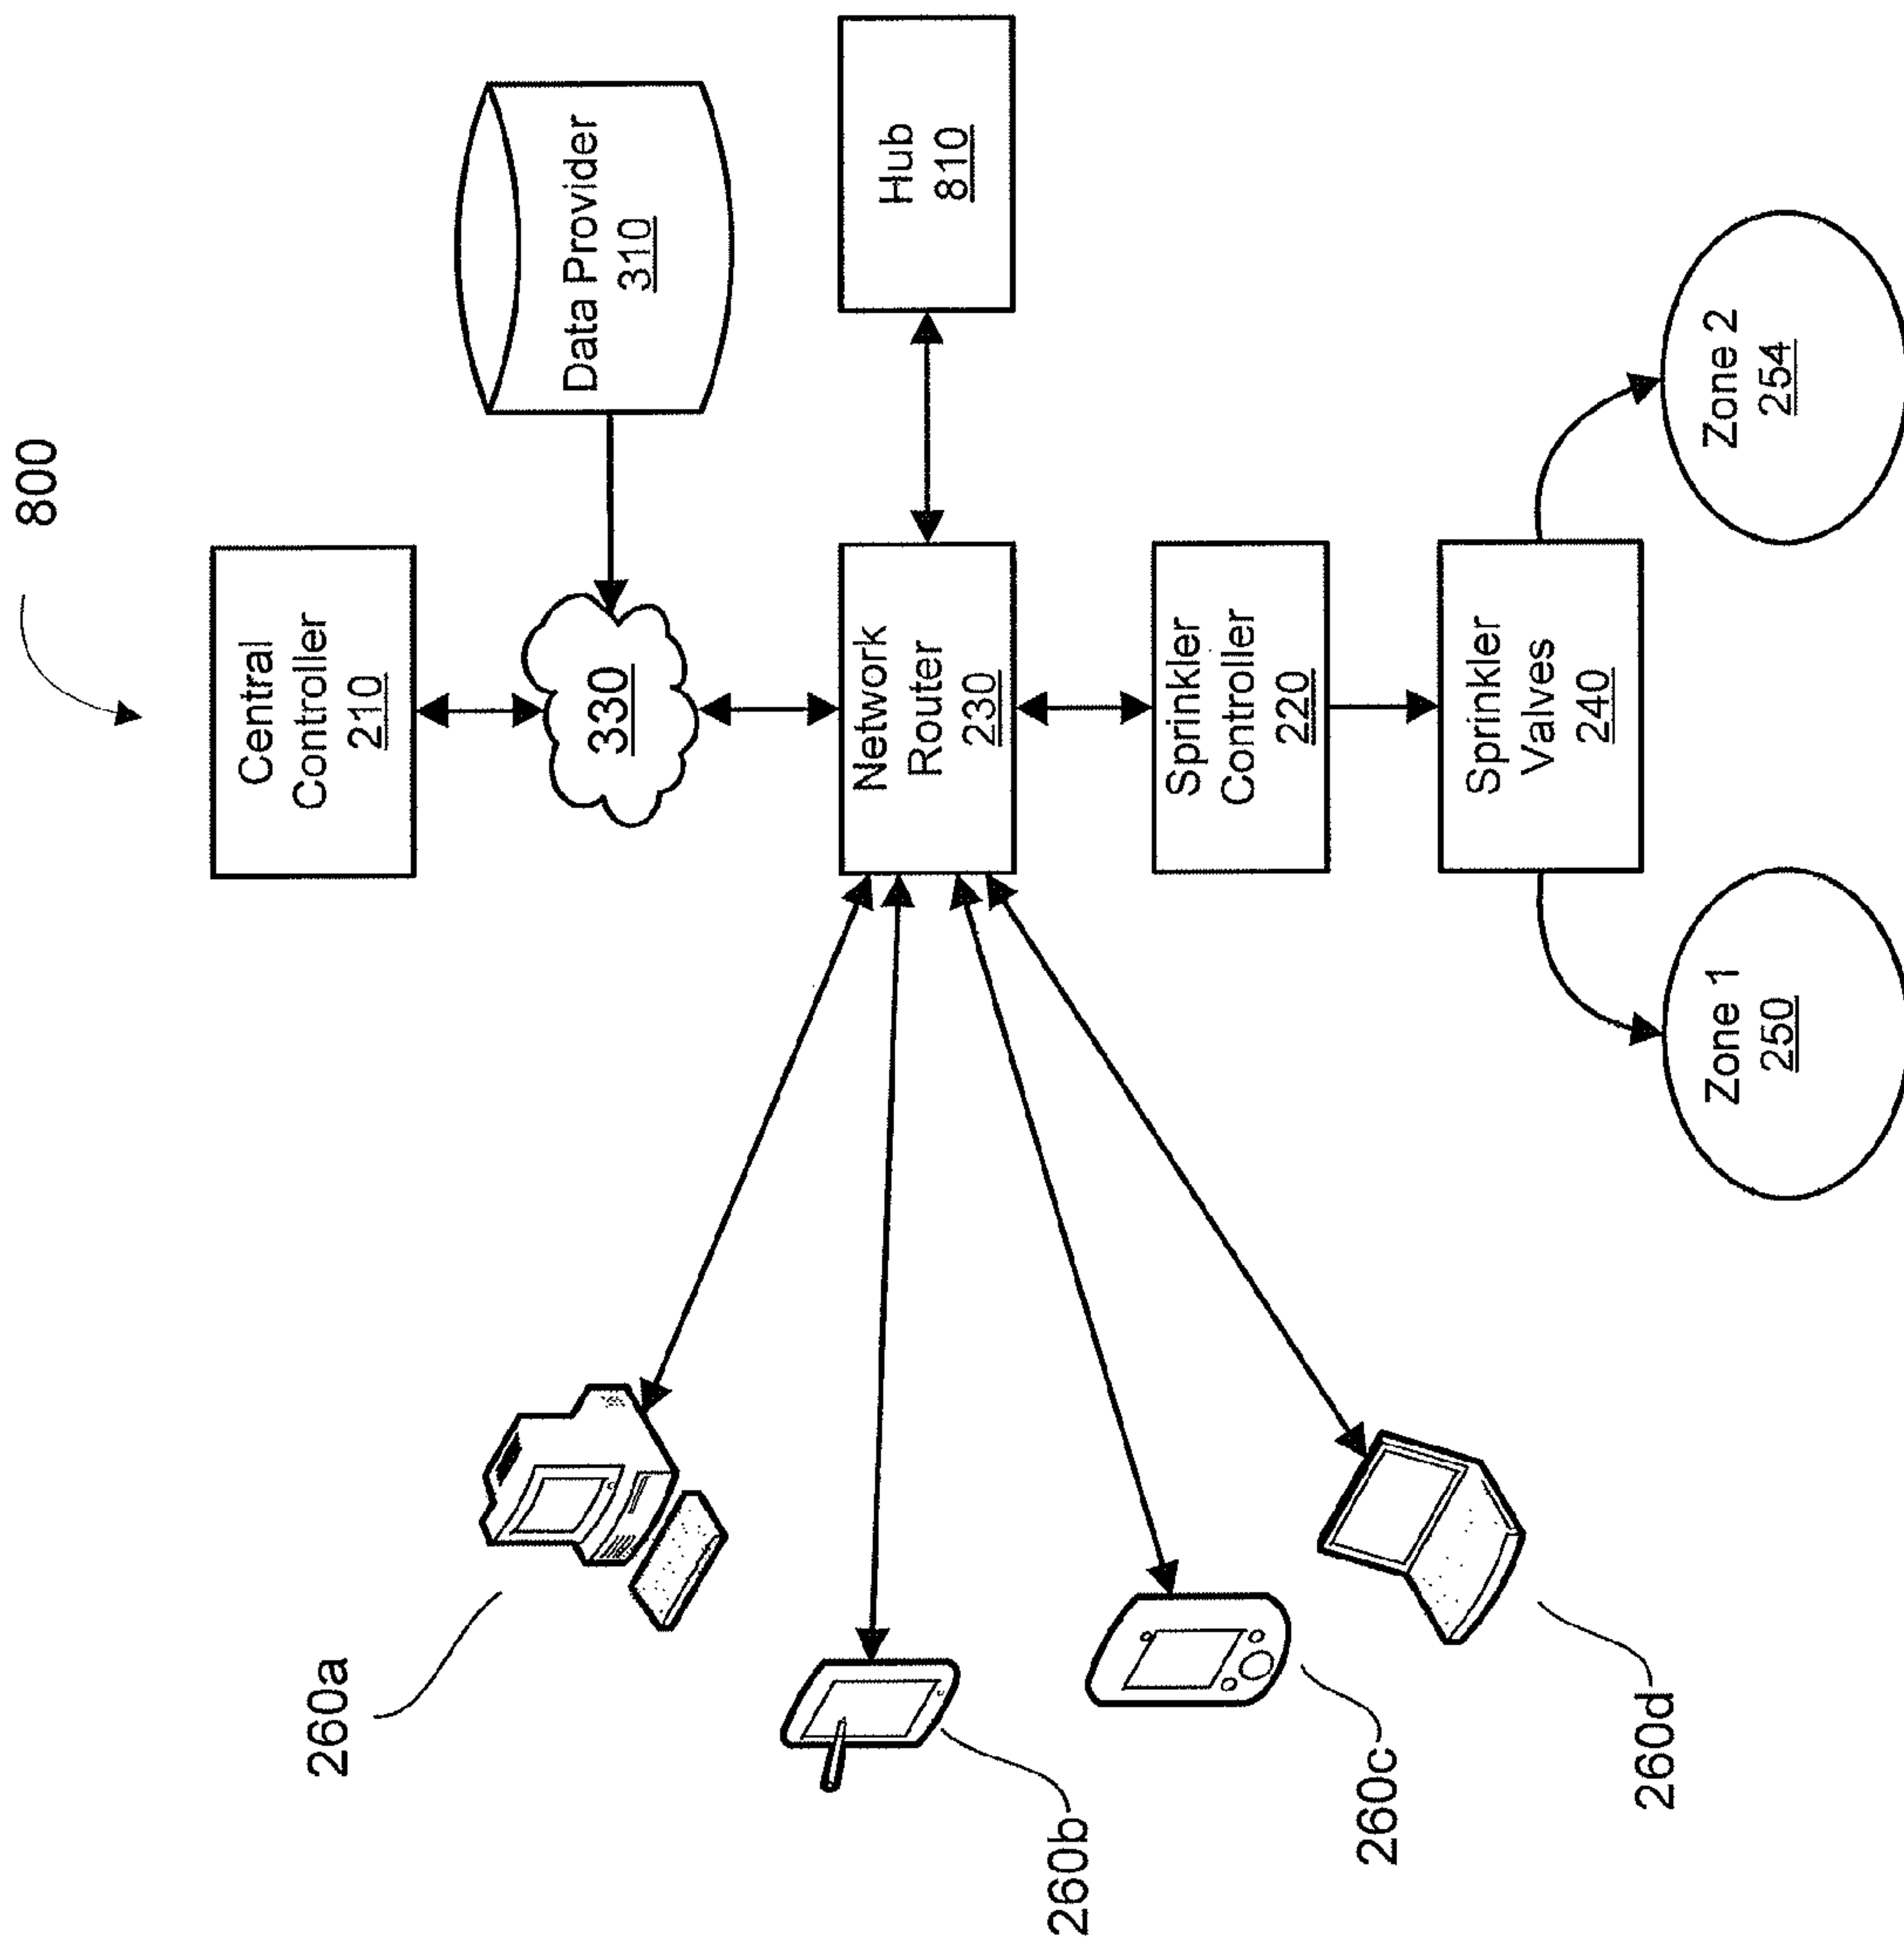 800
Central
Controller
210
Data Provider
310
330
Hub
810
Network
Router
230
Sprinkler
Controller
220
Sprinkler
Valves
240
Zone 1
250
Zone 2
254
260a
260b
260c
260d